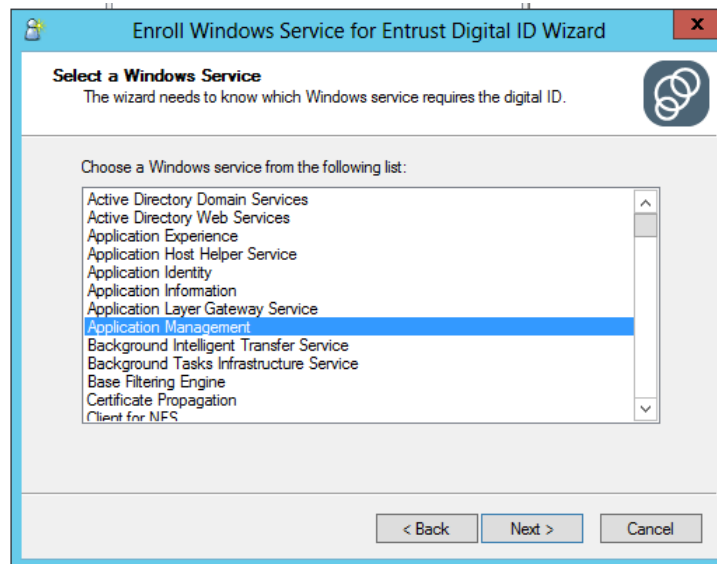 Enroll Windows Service for Entrust Digital ID Wizard
x
Select a Windows Service
The wizard needs to know which Windows service requires the digital ID.
Choose a Windows service from the following list:
Active Directory Domain Services
Active Directory Web Services
Application Experience
Application Host Helper Service
Application Identity
Application Information
Application Layer Gateway Service
Application Management
Background Intelligent Transfer Service
Background Tasks Infrastructure Service
Base Filtering Engine
Certificate Propagation
Client for NFS
< Back
Next >
Cancel